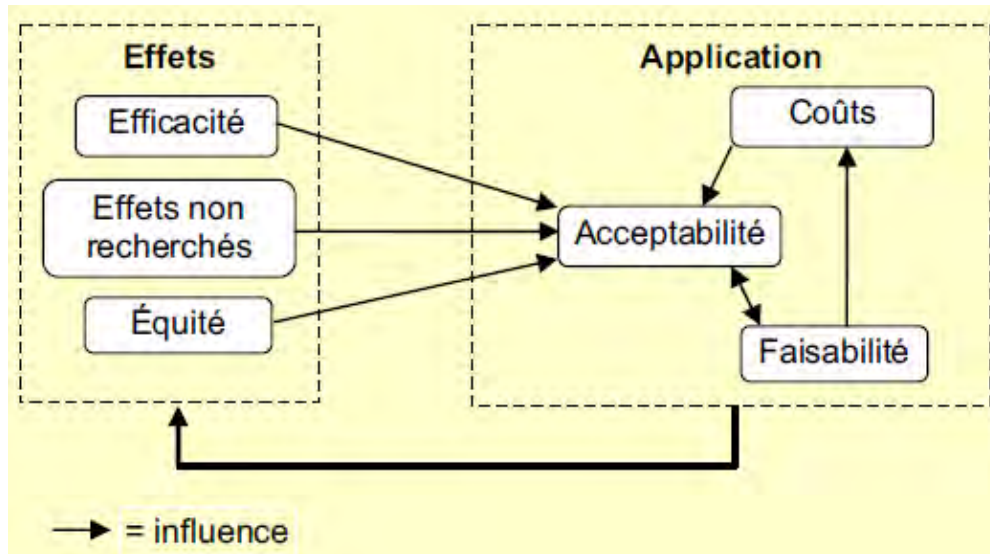 Effets
Efficacité
Effets non
recherchés
Équité
Application
Coûts
Acceptabilité
Faisabilité
= influence